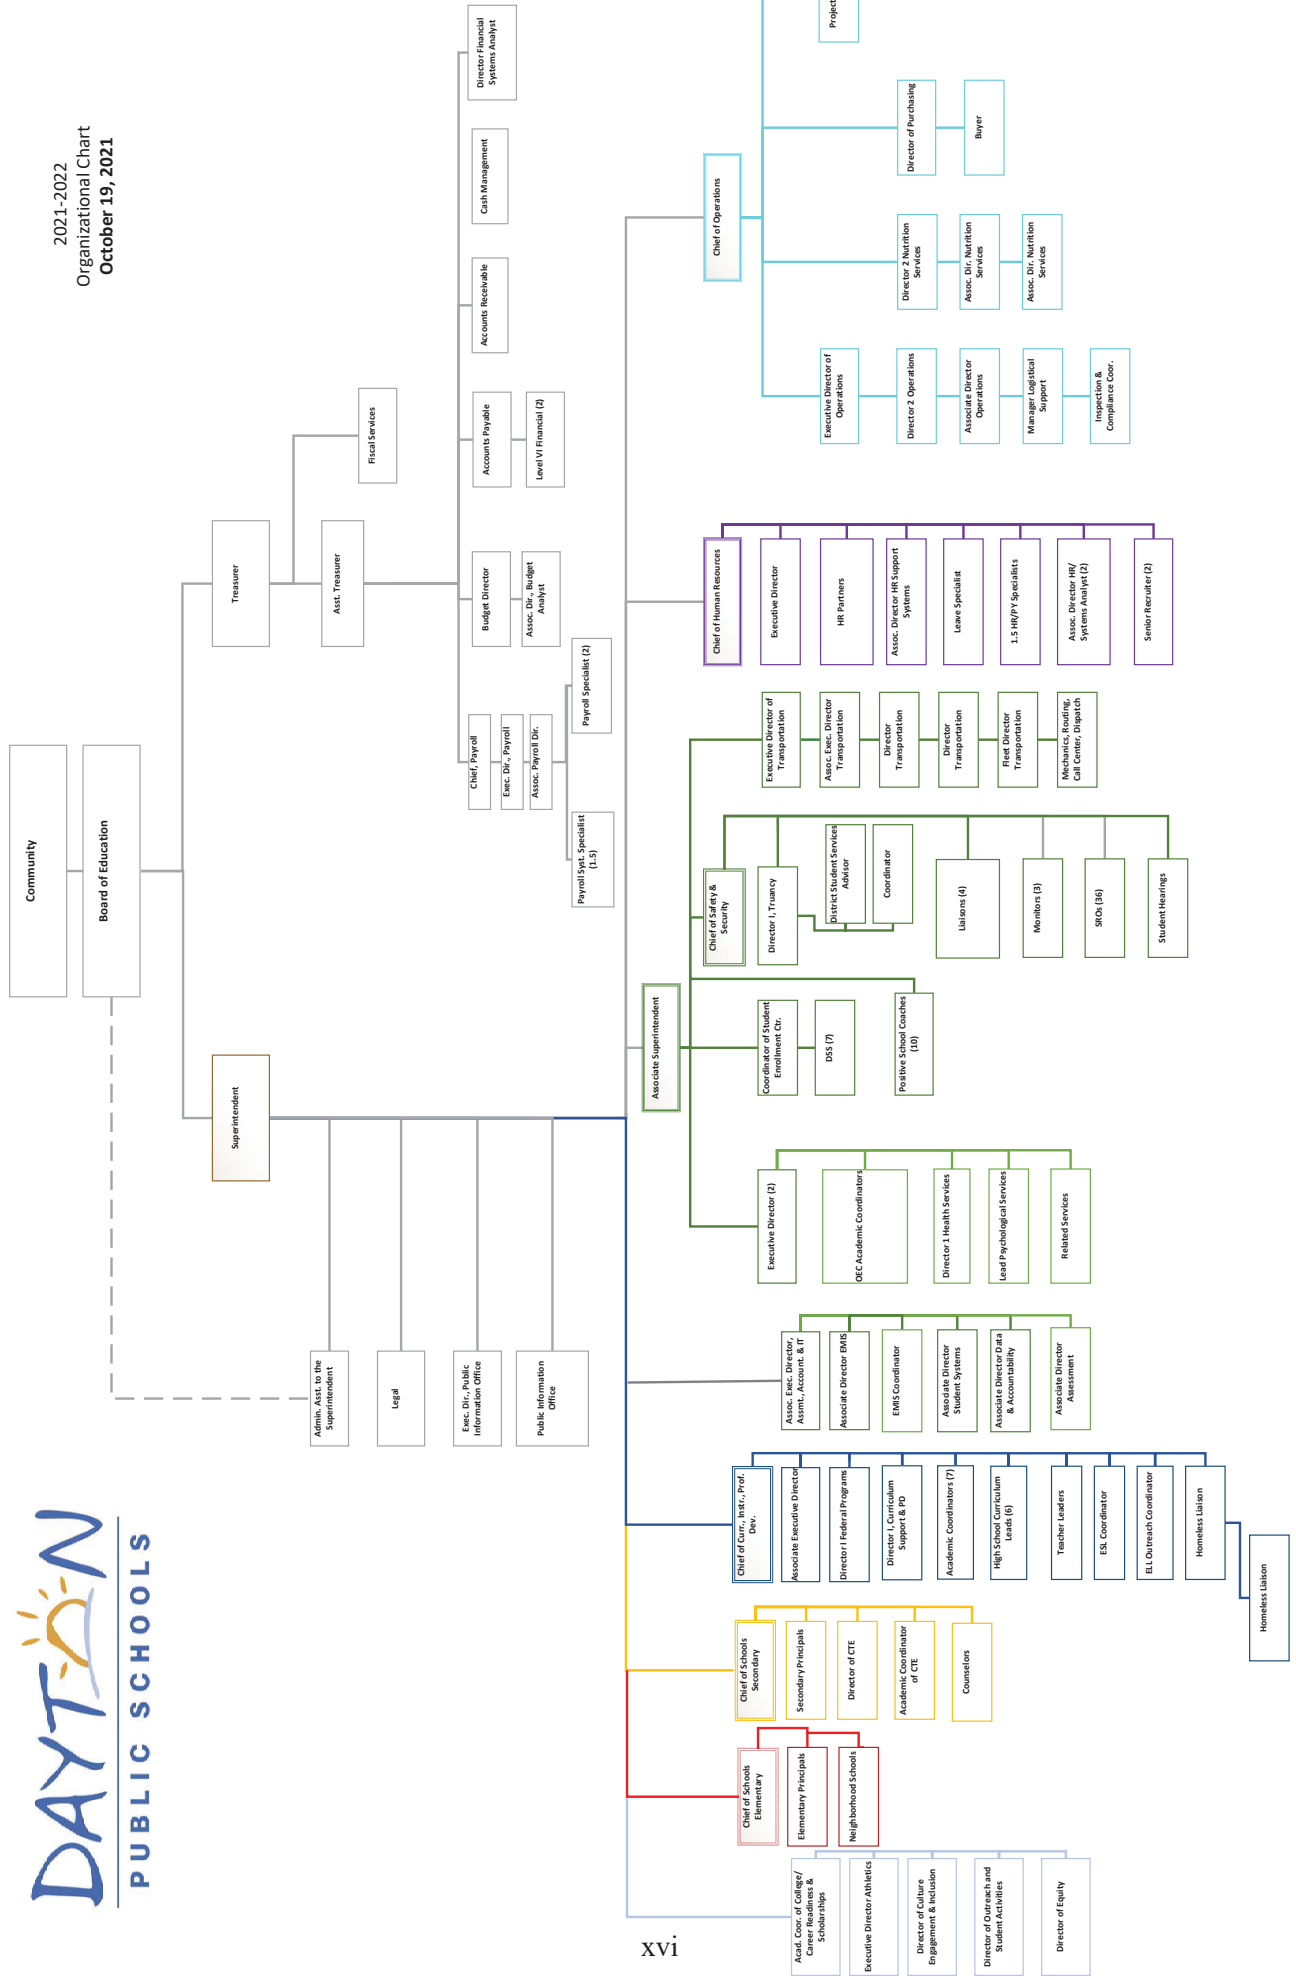 DAYTON
PUBLIC SCHOOLS
2021-2022
Organizational Chart
October 19, 2021
Community
Board of Education
Superintendent
Treasurer
Asst. Treasurer
Fiscal Services
Admin. Asst. to the
Superintendent
Legal
Exec. Dir., Public
Information Office
Public Information
Office
Chief, Payroll
Exec. Dir., Payroll
Assoc. Payroll Dir.
Payroll Syst. Specialist
(1.5)
Payroll Specialist (2)
Budget Director
Assoc. Dir., Budget
Analyst
Accounts Payable
Level VI Financial (2)
Accounts Receivable
Cash Management
Director Financial
Systems Analyst
Acad. Coor. of College/
Career Readiness &
Scholarships
Executive Director Athletics
Director of Culture
Engagement & Inclusion
Director of Outreach and
Student Activities
Director of Equity
Chief of Schools
Elementary
Elementary Principals
Neighborhood Schools
Chief of Schools
Secondary
Secondary Principals
Director of CTE
Academic Coordinator
of CTE
Counselors
Chief of Curr., Instr., Prof.
Dev.
Associate Executive Director
Director I Federal Programs
Director I, Curriculum
Support & PD
Academic Coordinators (7)
High School Curriculum
Leads (6)
Teacher Leaders
ESL Coordinator
ELL Outreach Coordinator
Homeless Liaison
Homeless Liaison
Assoc. Exec. Director,
Assmt., Account. & IT
Associate Director EMIS
EMIS Coordinator
Associate Director
Student Systems
Associate Director Data
& Accountability
Associate Director
Assessment
Associate Superintendent
Executive Director (2)
OEC Academic Coordinators
Director 1 Health Services
Lead Psychological Services
Related Services
Coordinator of Student
Enrollment Ctr.
DSS (7)
Positive School Coaches
(10)
Chief of Safety &
Security
Director I, Truancy
District Student Services
Advisor
Coordinator
Liaisons (4)
Monitors (3)
SROs (36)
Student Hearings
Executive Director of
Transportation
Assoc. Exec. Director
Transportation
Director
Transportation
Director
Transportation
Fleet Director
Transportation
Mechanics, Routing,
Call Center, Dispatch
Chief of Human Resources
Executive Director
HR Partners
Assoc. Director HR Support
Systems
Leave Specialist
1.5 HR/PY Specialists
Assoc. Director HR/
Systems Analyst (2)
Senior Recruiter (2)
Chief of Operations
Executive Director of
Operations
Director 2 Operations
Associate Director
Operations
Manager Logistical
Support
Inspection &
Compliance Coor.
Director 2 Nutrition
Services
Assoc. Dir. Nutrition
Services
Assoc. Dir. Nutrition
Services
Director of Purchasing
Buyer
Project
xvi